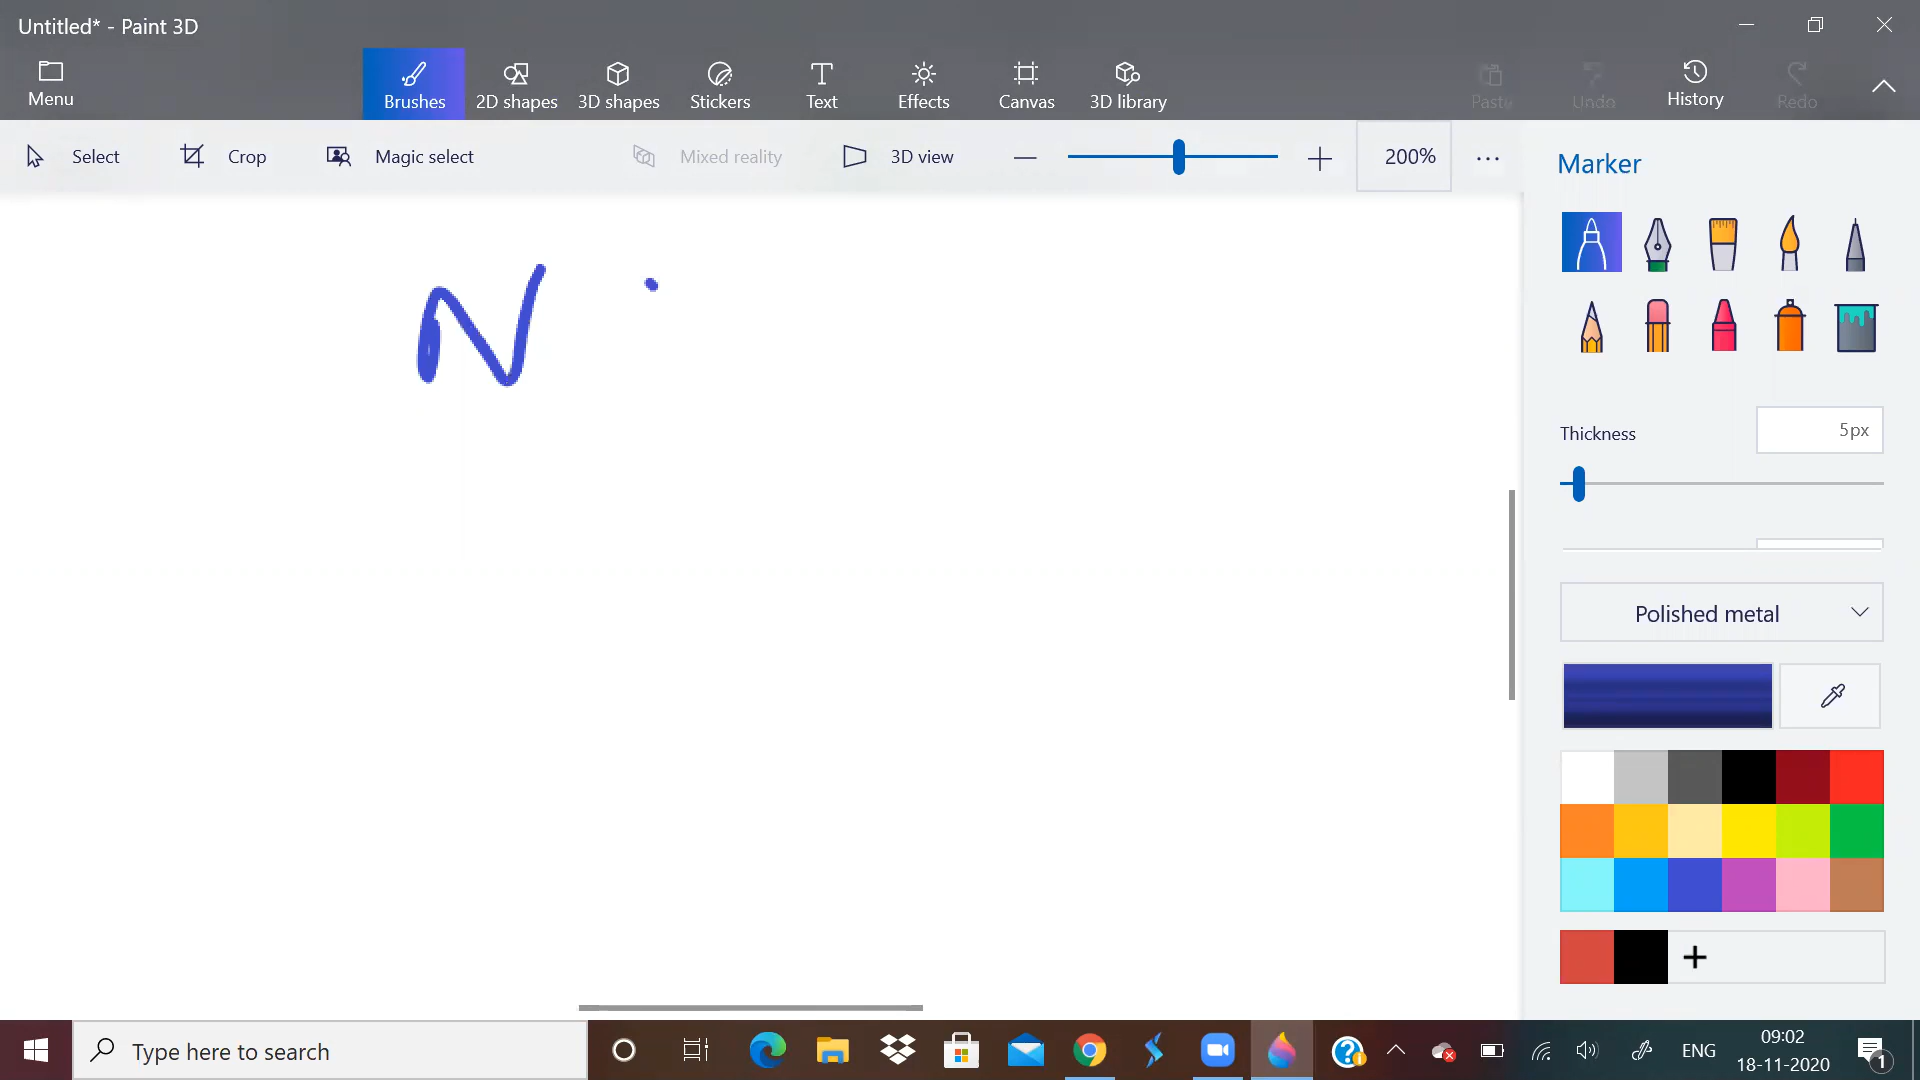 Untitled* - Paint 3D
Menu
Brushes
2D shapes
3D shapes
Stickers
Text
Effects
Canvas
3D library
Paste
Undo
History
Redo
Select
Crop
Magic select
Mixed reality
3D view
200%
Marker
N
Thickness
5px
Polished metal
Type here to search
ENG
09:02
18-11-2020
1